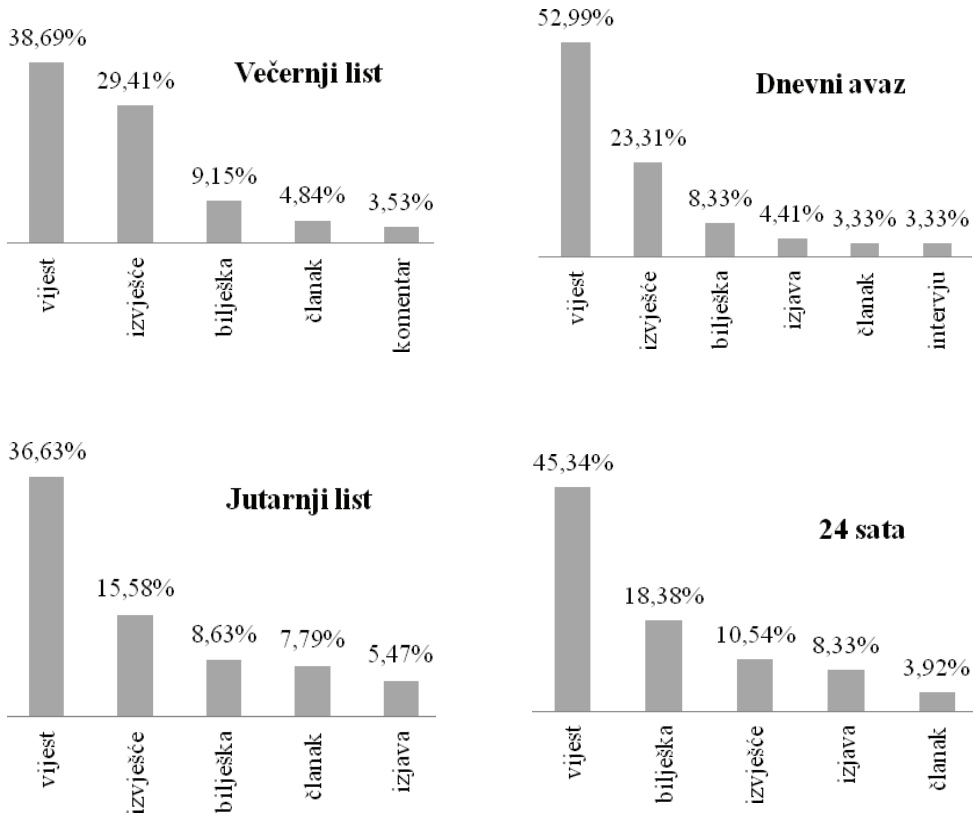 Večernji list
38,69%
29,41%
9,15%
4,84%
3,53%
vijest
izvješće
bilješka
članak
komentar
Dnevni avaz
52,99%
23,31%
8,33%
4,41%
3,33%
3,33%
vijest
izvješće
bilješka
izjava
članak
intervju
Jutarnji list
36,63%
15,58%
8,63%
7,79%
5,47%
vijest
izvješće
bilješka
članak
izjava
24 sata
45,34%
18,38%
10,54%
8,33%
3,92%
vijest
bilješka
izvješće
izjava
članak